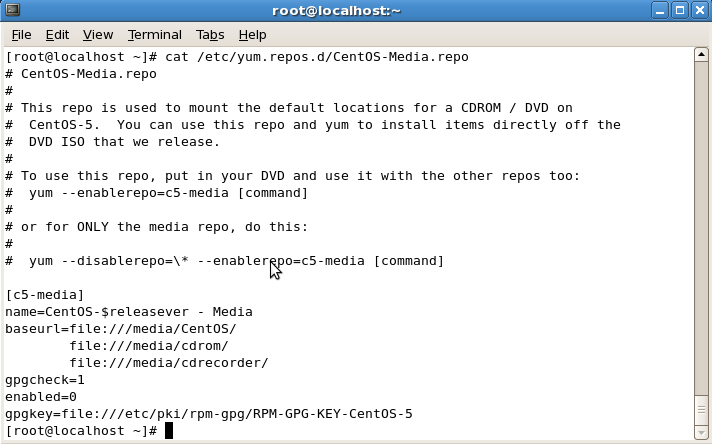 root@localhost:~
File Edit View Terminal Tabs Help
[root@localhost ~]# cat /etc/yum.repos.d/CentOS-Media.repo
# CentOS-Media.repo
#
# This repo is used to mount the default locations for a CDROM / DVD on
#  CentOS-5.  You can use this repo and yum to install items directly off the
#  DVD ISO that we release.
#
# To use this repo, put in your DVD and use it with the other repos too:
#  yum --enablerepo=c5-media [command]
#
# or for ONLY the media repo, do this:
#
#  yum --disablerepo=\* --enablerepo=c5-media [command]

[c5-media]
name=CentOS-$releasever - Media
baseurl=file:///media/CentOS/
        file:///media/cdrom/
        file:///media/cdrecorder/
gpgcheck=1
enabled=0
gpgkey=file:///etc/pki/rpm-gpg/RPM-GPG-KEY-CentOS-5
[root@localhost ~]#